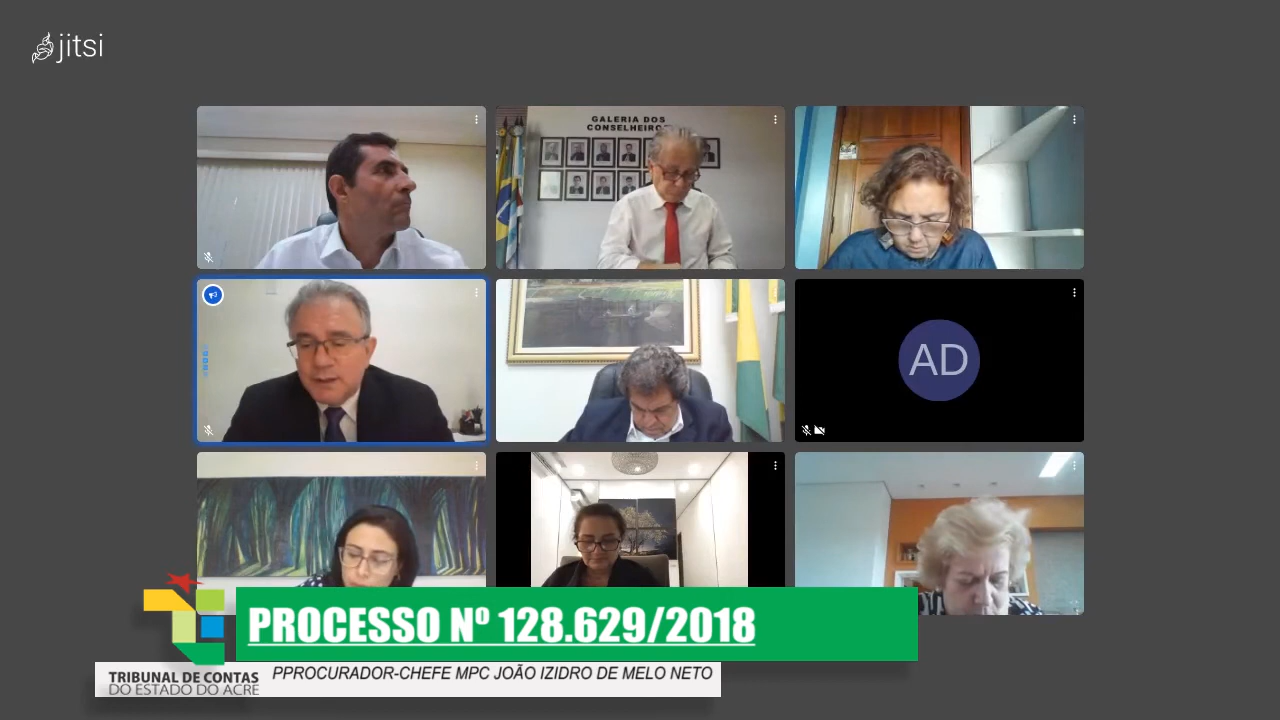 jitsi
GALERIA DOS
CONSELHEIROS
AD
PROCESSO Nº 128.629/2018
PPROCURADOR-CHEFE MPC JOÃO IZIDRO DE MELO NETO
TRIBUNAL DE CONTAS
DO ESTADO DO ACRE